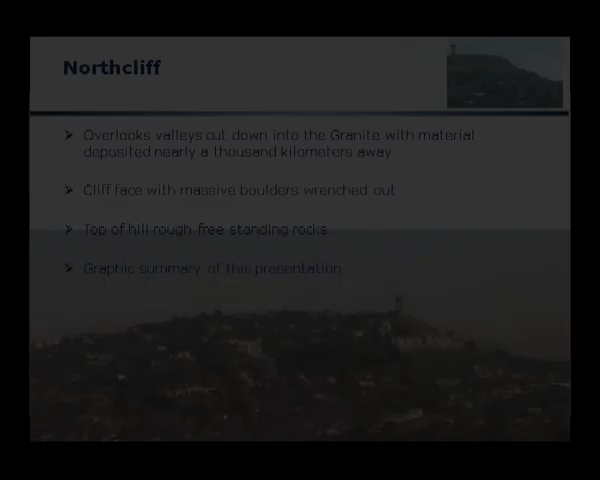 Northcliff
Overlooks valleys cut down into the Granite with material
deposited nearly a thousand kilometers away
Cliff face with massive boulders wrenched out
Top of hill rough free standing rocks
Graphic summary of this presentation